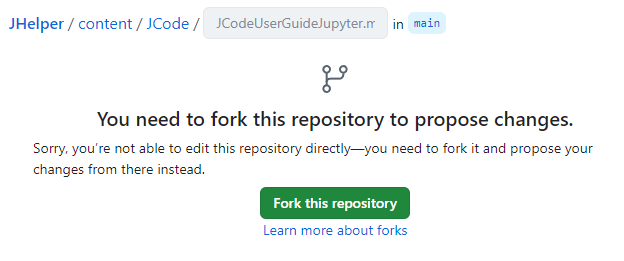 JHelper / content / JCode / JCodeUserGuideJupyter.m in main
You need to fork this repository to propose changes.
Sorry, you're not able to edit this repository directly—you need to fork it and propose your
changes from there instead.
Fork this repository
Learn more about forks